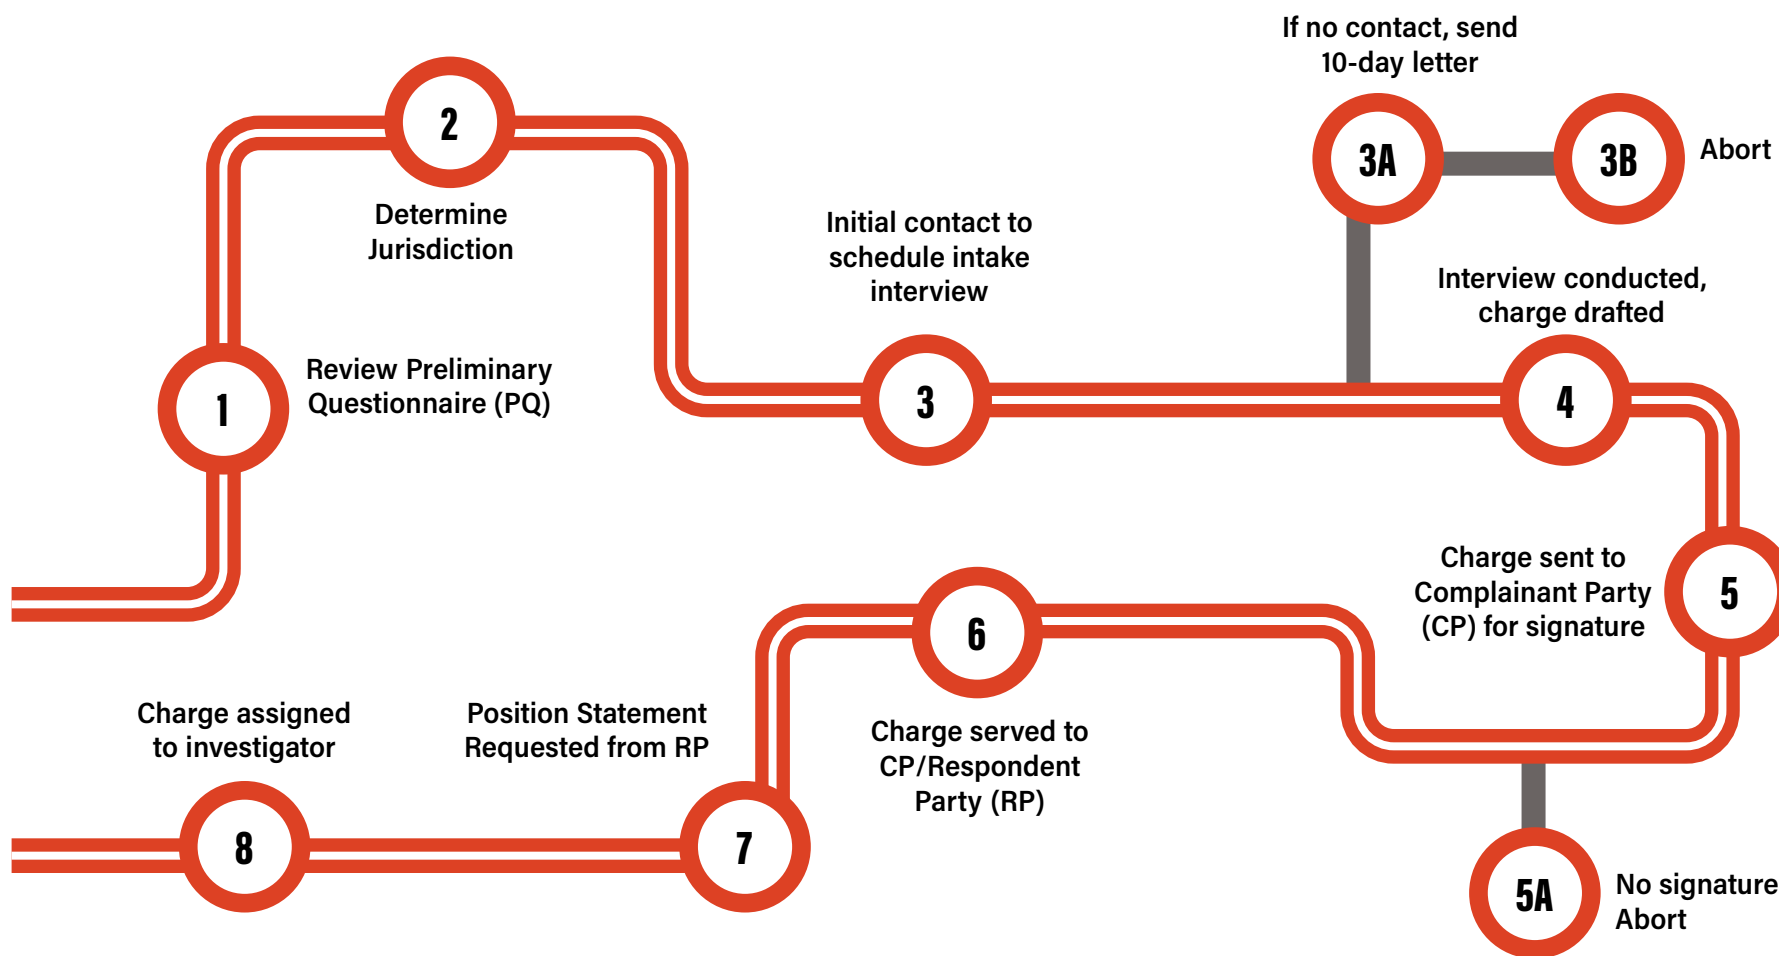 1
Review Preliminary
Questionnaire (PQ)
2
Determine
Jurisdiction
3
Initial contact to
schedule intake
interview
If no contact, send
10-day letter
3A
3B
Abort
Interview conducted,
charge drafted
4
Charge sent to
Complainant Party
(CP) for signature
5
5A
No signature
Abort
6
Charge served to
CP/Respondent
Party (RP)
Position Statement
Requested from RP
7
Charge assigned
to investigator
8